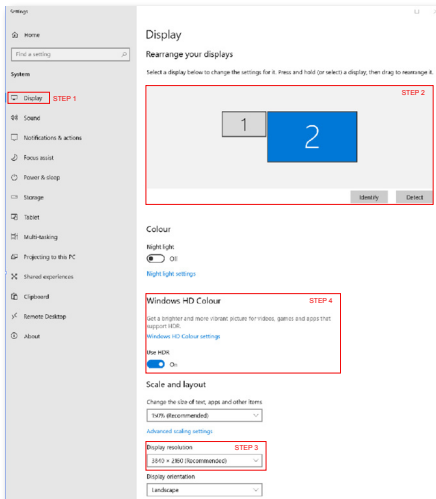 Settings
Home
Find a setting
System
Display STEP 1
Sound
Notifications & actions
Focus assist
Power & sleep
Storage
Tablet
Multi-tasking
Projecting to this PC
Shared experiences
Clipboard
Remote Desktop
About
Display
Rearrange your displays
Select a display below to change the settings for it. Press and hold (or select) a display, then drag to rearrange it.
STEP 2
1
2
Identify Detect
Colour
Night light
Off
Night light settings
Windows HD Colour STEP 4
Get a brighter and more vibrant picture for videos, games and apps that
support HDR.
Windows HD Colour settings
Use HDR
On
Scale and layout
Change the size of text, apps and other items
150% (Recommended)
Advanced scaling settings
Display resolution STEP 3
3840 × 2160 (Recommended)
Display orientation
Landscape